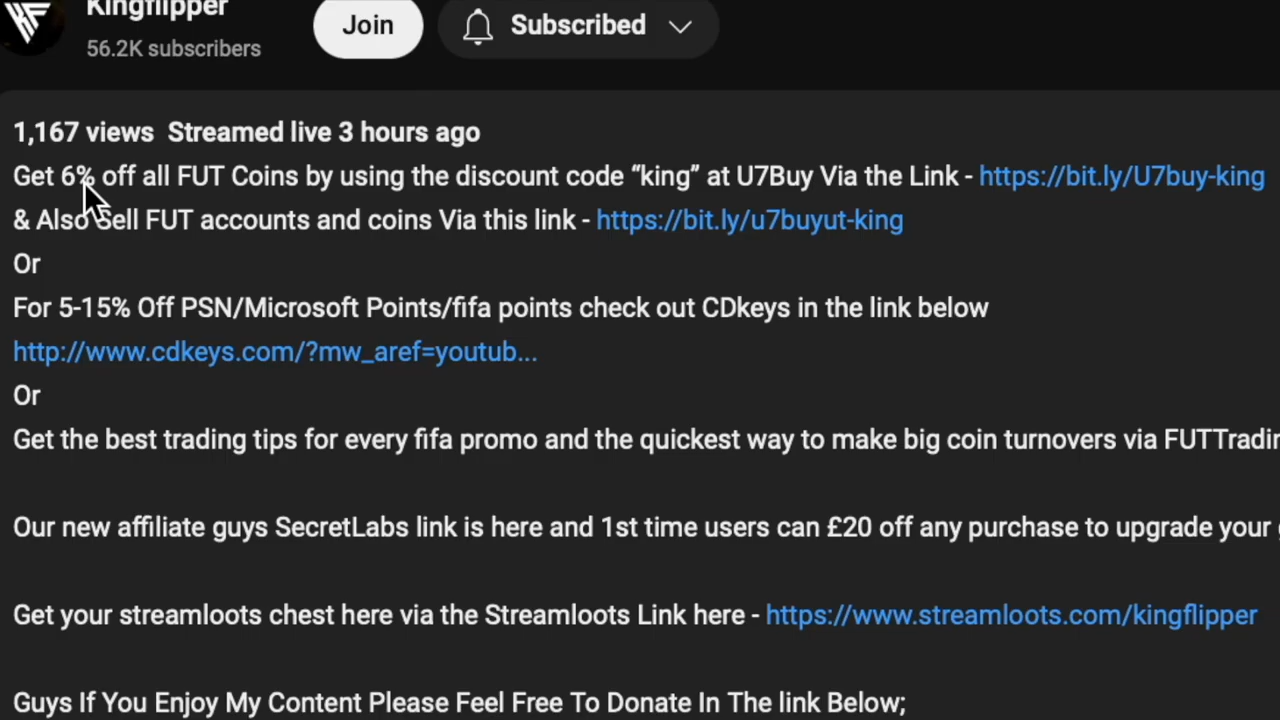 Kingflipper
56.2K subscribers
Join
Subscribed
1,167 views Streamed live 3 hours ago
Get 6% off all FUT Coins by using the discount code “king” at U7Buy Via the Link - https://bit.ly/U7buy-king
& Also Sell FUT accounts and coins Via this link - https://bit.ly/u7buyut-king
Or
For 5-15% Off PSN/Microsoft Points/fifa points check out CDkeys in the link below
http://www.cdkeys.com/?mw_aref=youtub...
Or
Get the best trading tips for every fifa promo and the quickest way to make big coin turnovers via FUTTradin
Our new affiliate guys SecretLabs link is here and 1st time users can £20 off any purchase to upgrade your
Get your streamloots chest here via the Streamloots Link here - https://www.streamloots.com/kingflipper
Guys If You Enjoy My Content Please Feel Free To Donate In The link Below;